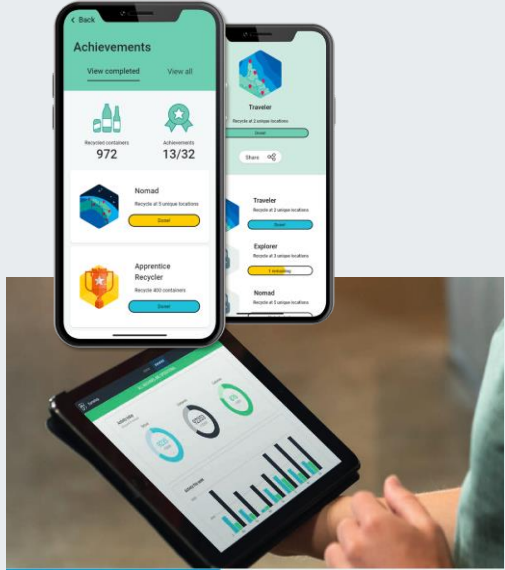 Back
Achievements
View completed
View all
Recycled containers
972
Achievements
13/32
Nomad
Recycle at 5 unique locations
Done!
Apprentice
Recycler
Recycle 400 containers
Done!
Traveler
Recycle at 2 unique locations
Done!
Share
Traveler
Recycle at 2 unique locations
Done!
Explorer
Recycle at 3 unique locations
1 remaining
Nomad
Recycle at 5 unique locations